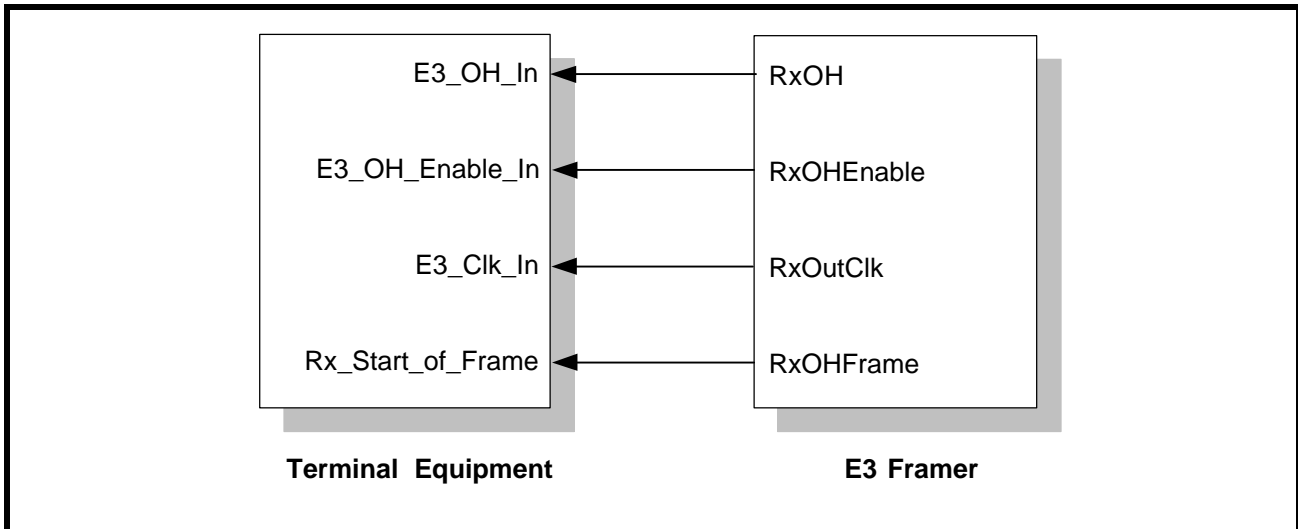 E3_OH_In
RxOH
E3_OH_Enable_In
RxOHEnable
E3_Clk_In
RxOutClk
Rx_Start_of_Frame
RxOHFrame
Terminal Equipment
E3 Framer